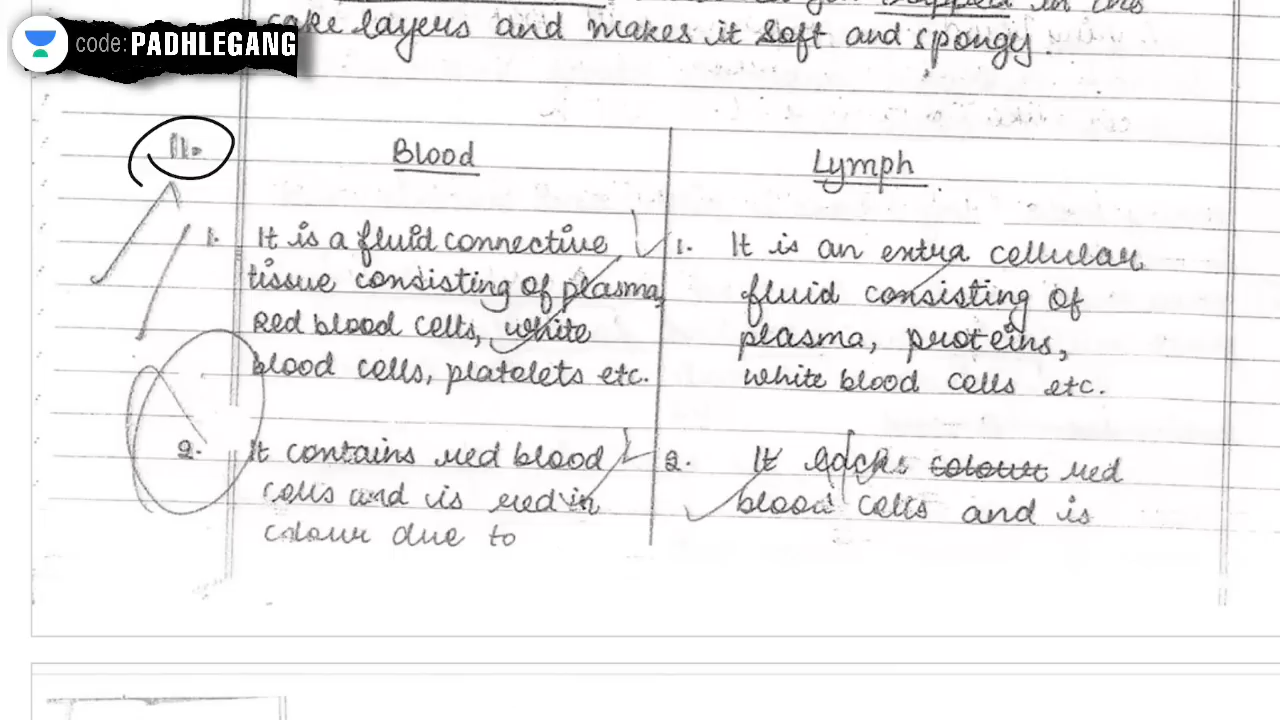 code: PADHLEGANG
in the
cake layers and makes it soft and spongy.
11.
Blood
Lymph
1. It is a fluid connective
tissue consisting of plasma,
Red blood cells, white
blood cells, platelets etc.
1. It is an extra cellular
fluid consisting of
plasma, proteins,
white blood cells etc.
2. It contains red blood
cells and is red in
colour due to
2. It lacks colour red
blood cells and is